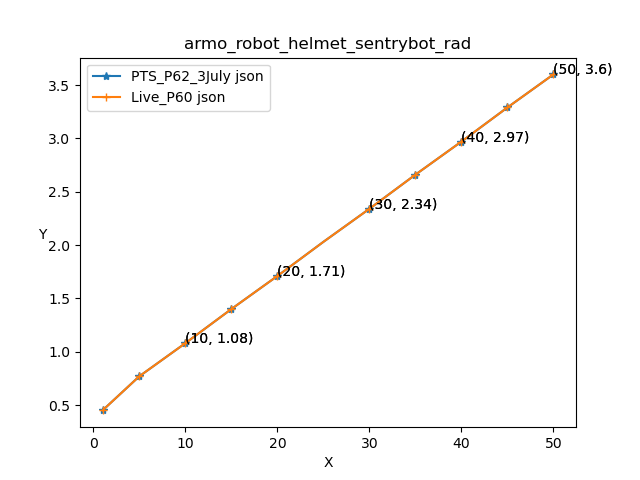 armo_robot_helmet_sentrybot_rad
PTS_P62_3July json
Live_P60 json
3.5
3.0
2.5
2.0
1.5
1.0
0.5
Y
(50, 3.6)
(40, 2.97)
(30, 2.34)
(20, 1.71)
(10, 1.08)
0 10 20 30 40 50
X